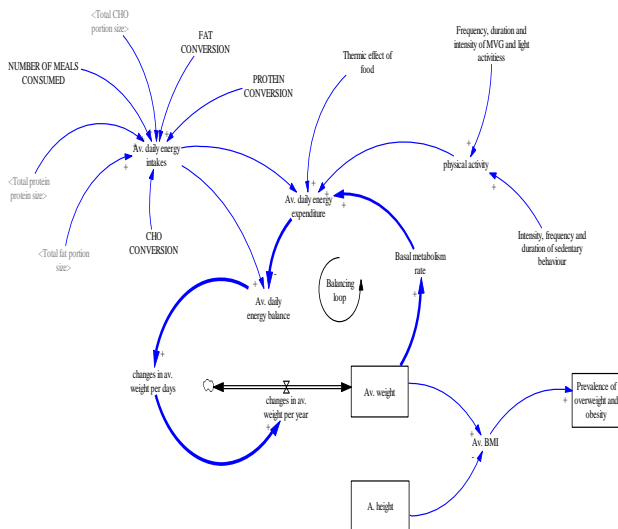 <Total CHO
portion size>
FAT
CONVERSION
Frequency, duration and
intensity of MVG and light
activitiess
NUMBER OF MEALS
CONSUMED
PROTEIN
CONVERSION
Thermic effect of
food
+
+
+
Av. daily energy
intakes
+
physical activity
+
<Total protein
protein size>
+
+
+
Av. daily energy
expenditure
<Total fat portion
size>
CHO
CONVERSION
Intensity, frequency and
duration of sedentary
behaviour
Basal metabolism
rate
-
+
+
Balancing
loop
Av. daily
energy balance
+
changes in av.
weight per days
changes in av.
weight per year
+
Av. weight
Prevalence of
overweight and
obesity
+
+
Av. BMI
-
A. height